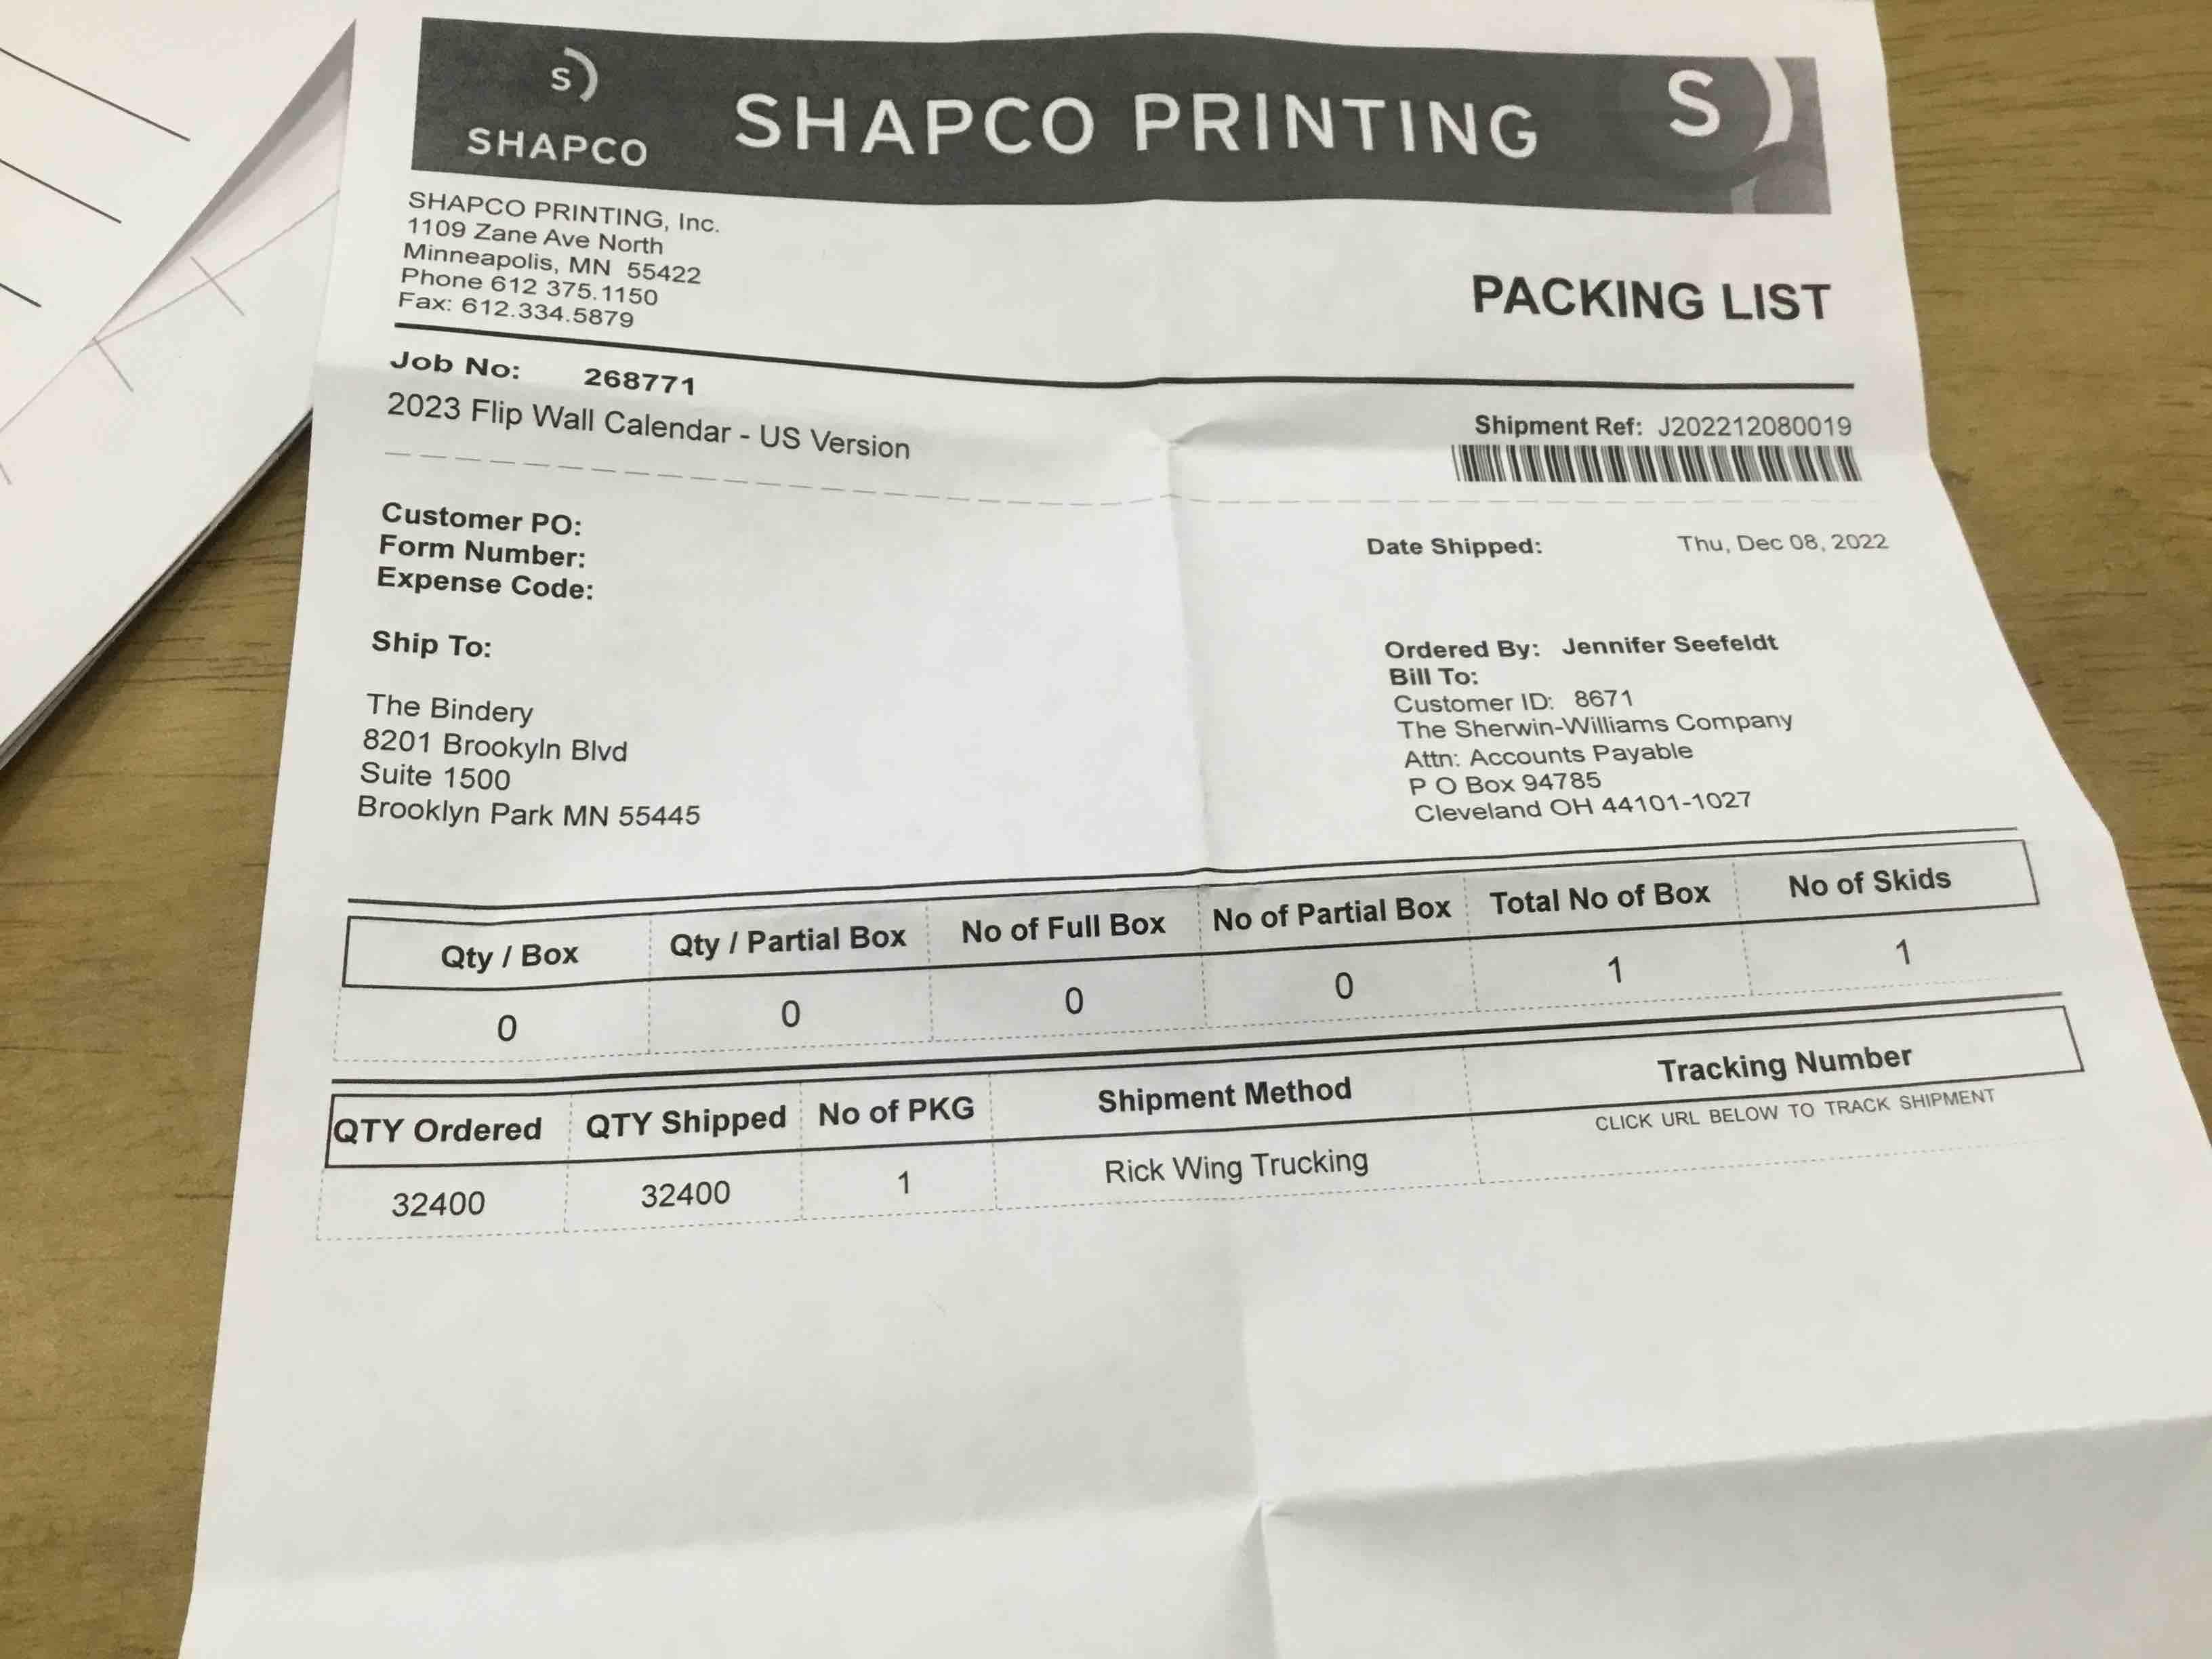 S)
SHAPCO
SHAPCO PRINTING
S)
SHAPCO PRINTING, Inc.
1109 Zane Ave North
Minneapolis, MN 55422
Phone 612 375.1150
Fax: 612.334.5879
PACKING LIST
Job No: 268771
2023 Flip Wall Calendar - US Version
Shipment Ref: J202212080019
Customer PO:
Form Number:
Expense Code:
Date Shipped: Thu, Dec 08, 2022
Ship To:
The Bindery
8201 Brookyln Blvd
Suite 1500
Brooklyn Park MN 55445
Ordered By: Jennifer Seefeldt
Bill To:
Customer ID: 8671
The Sherwin-Williams Company
Attn: Accounts Payable
P O Box 94785
Cleveland OH 44101-1027
Qty / Box Qty / Partial Box No of Full Box No of Partial Box Total No of Box No of Skids
0 0 0 0 1 1
QTY Ordered QTY Shipped No of PKG Shipment Method Tracking Number
CLICK URL BELOW TO TRACK SHIPMENT
32400 32400 1 Rick Wing Trucking